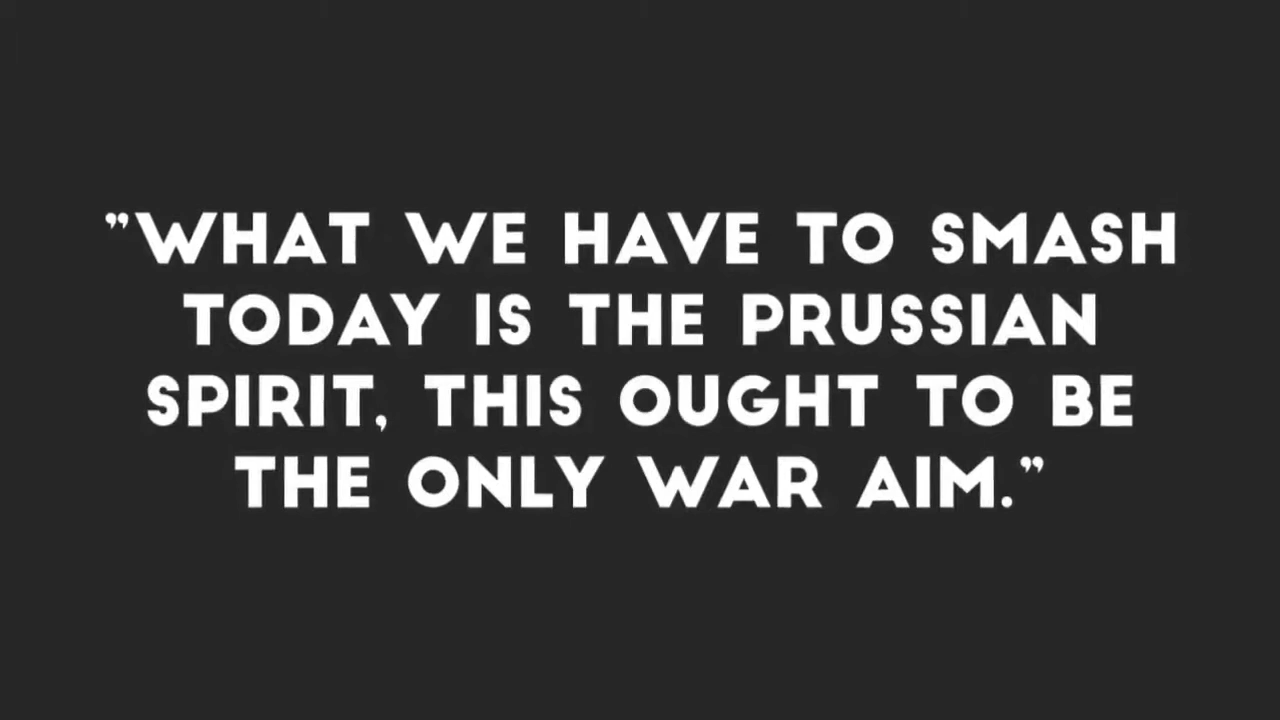 ”WHAT WE HAVE TO SMASH
TODAY IS THE PRUSSIAN
SPIRIT, THIS OUGHT TO BE
THE ONLY WAR AIM.”